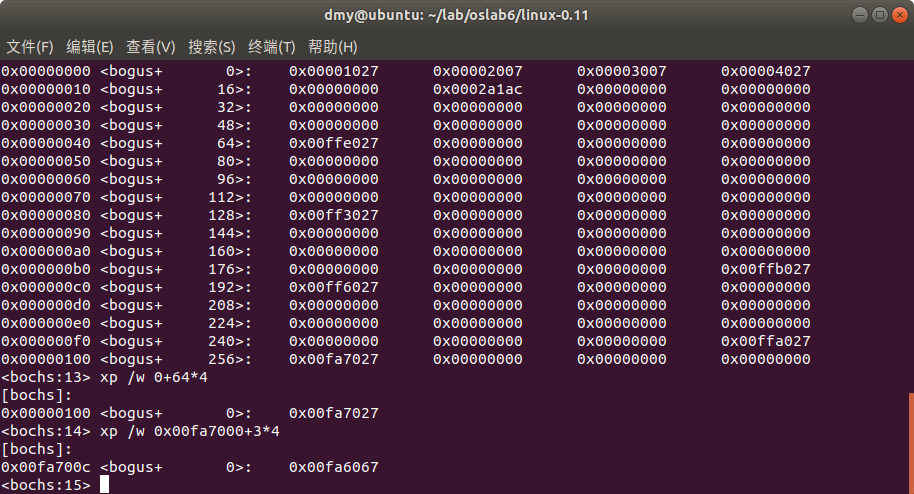 dmy@ubuntu: ~/lab/oslab6/linux-0.11
文件(F) 编辑(E) 查看(V) 搜索(S) 终端(T) 帮助(H)
0x00000000 <bogus+       0>:    0x00001027      0x00002007      0x00003007      0x00004027
0x00000010 <bogus+      16>:    0x00000000      0x0002a1ac      0x00000000      0x00000000
0x00000020 <bogus+      32>:    0x00000000      0x00000000      0x00000000      0x00000000
0x00000030 <bogus+      48>:    0x00000000      0x00000000      0x00000000      0x00000000
0x00000040 <bogus+      64>:    0x00ffe027      0x00000000      0x00000000      0x00000000
0x00000050 <bogus+      80>:    0x00000000      0x00000000      0x00000000      0x00000000
0x00000060 <bogus+      96>:    0x00000000      0x00000000      0x00000000      0x00000000
0x00000070 <bogus+     112>:    0x00000000      0x00000000      0x00000000      0x00000000
0x00000080 <bogus+     128>:    0x00ff3027      0x00000000      0x00000000      0x00000000
0x00000090 <bogus+     144>:    0x00000000      0x00000000      0x00000000      0x00000000
0x000000a0 <bogus+     160>:    0x00000000      0x00000000      0x00000000      0x00000000
0x000000b0 <bogus+     176>:    0x00000000      0x00000000      0x00000000      0x00ffb027
0x000000c0 <bogus+     192>:    0x00ff6027      0x00000000      0x00000000      0x00000000
0x000000d0 <bogus+     208>:    0x00000000      0x00000000      0x00000000      0x00000000
0x000000e0 <bogus+     224>:    0x00000000      0x00000000      0x00000000      0x00000000
0x000000f0 <bogus+     240>:    0x00000000      0x00000000      0x00000000      0x00ffa027
0x00000100 <bogus+     256>:    0x00fa7027      0x00000000      0x00000000      0x00000000
<bochs:13> xp /w 0+64*4
[bochs]:
0x00000100 <bogus+       0>:    0x00fa7027
<bochs:14> xp /w 0x00fa7000+3*4
[bochs]:
0x00fa700c <bogus+       0>:    0x00fa6067
<bochs:15>